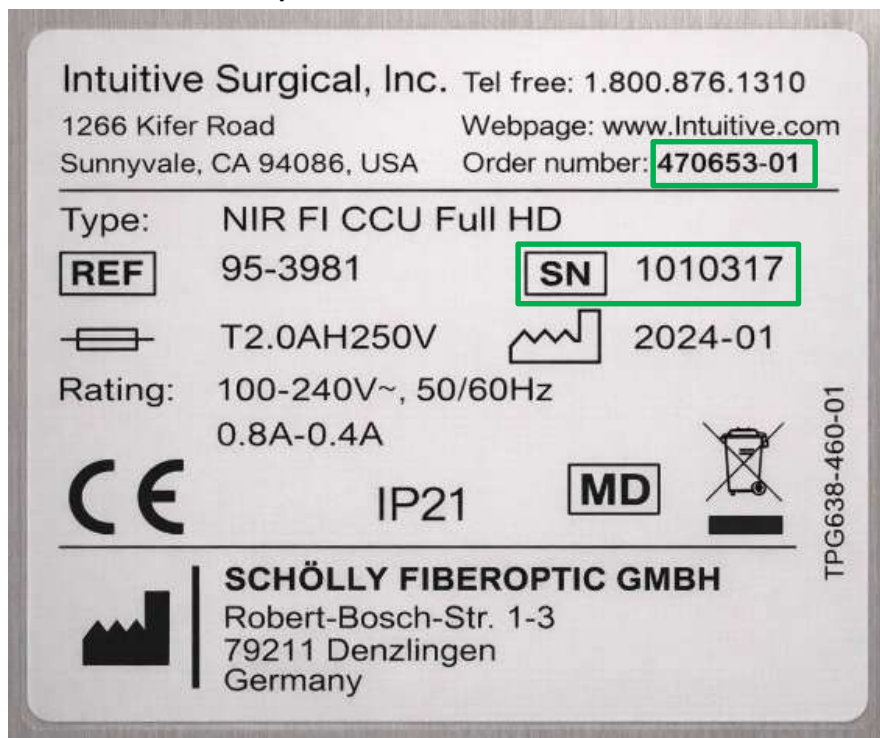 Intuitive Surgical, Inc. Tel free: 1.800.876.1310
1266 Kifer Road Webpage: www.Intuitive.com
Sunnyvale, CA 94086, USA Order number: 470653-01
Type: NIR FI CCU Full HD
REF 95-3981 SN 1010317
T2.0AH250V 2024-01
Rating: 100-240V~, 50/60Hz
0.8A-0.4A
CE IP21 MD
TPG638-460-01
SCHÖLLY FIBEROPTIC GMBH
Robert-Bosch-Str. 1-3
79211 Denzlingen
Germany